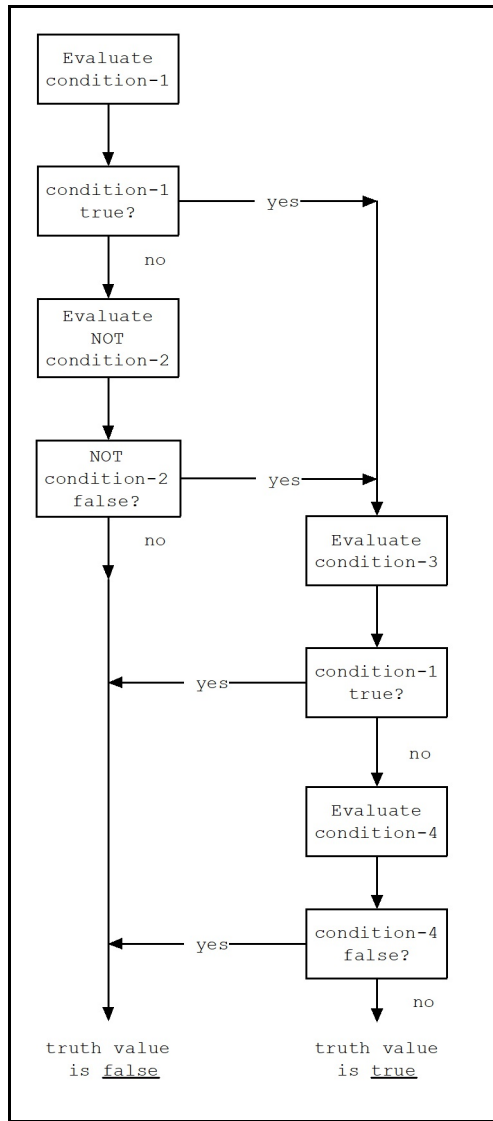 Evaluate
condition-1
condition-1
true?
yes
no
Evaluate
NOT
condition-2
NOT
condition-2
false?
yes
no
Evaluate
condition-3
condition-1
true?
yes
no
Evaluate
condition-4
condition-4
false?
yes
no
truth value
is false
truth value
is true